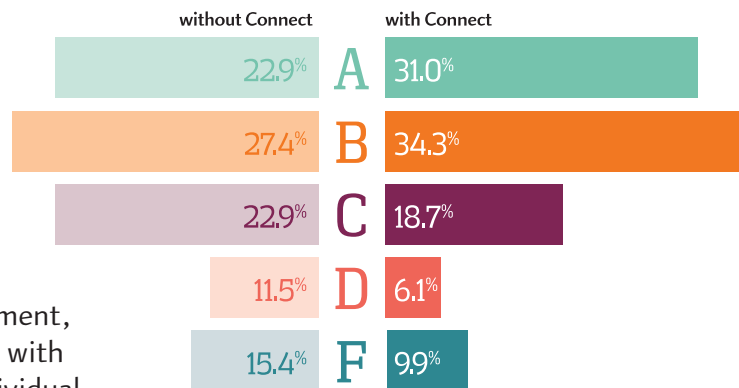 without Connect with Connect
22.9% A 31.0%
27.4% B 34.3%
22.9% C 18.7%
11.5% D 6.1%
ment,
with
15.4% F 9.9%
ividual